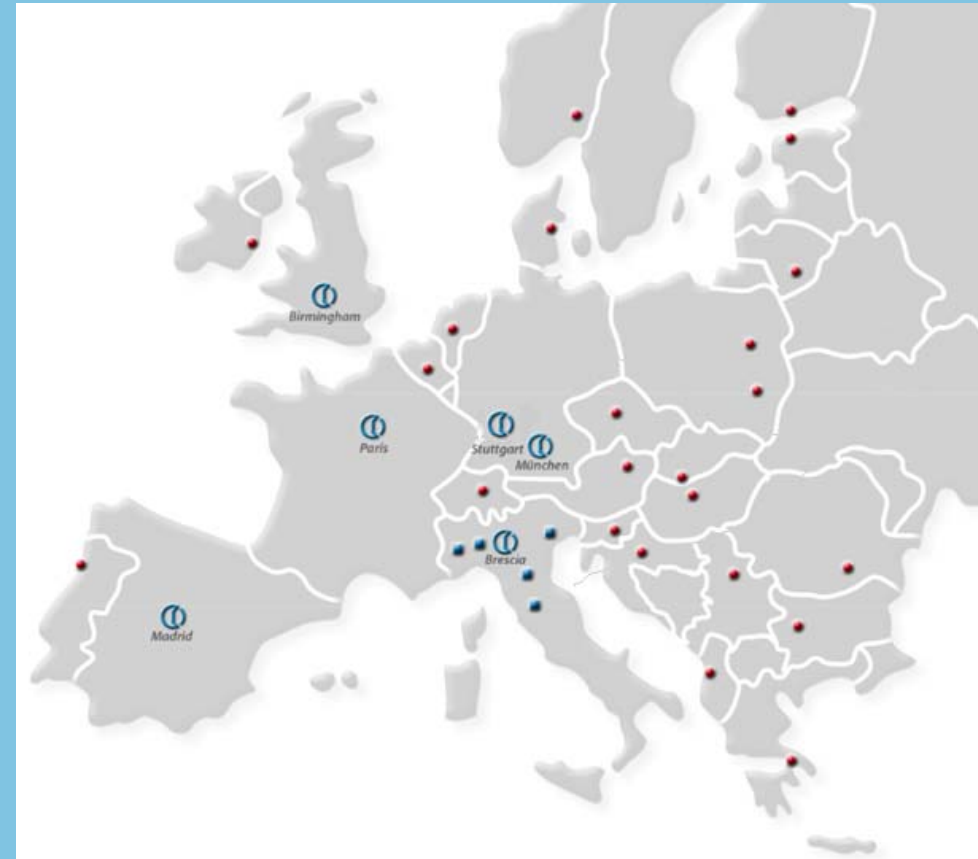 Birmingham
Paris
Stuttgart
München
Brescia
Madrid